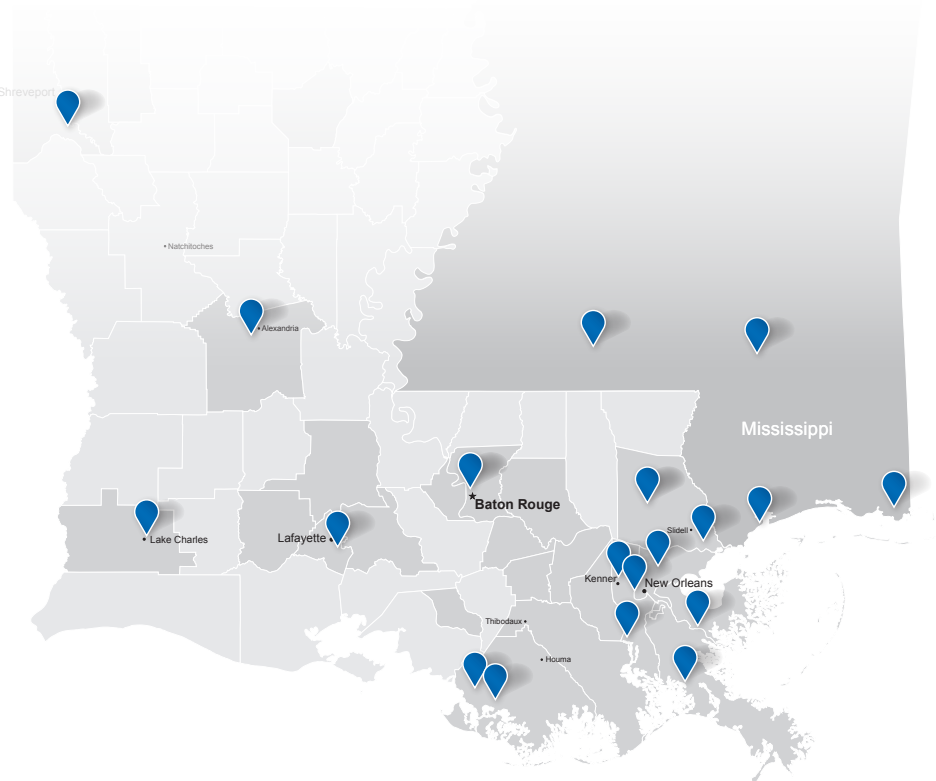 Shreveport
Natchitoches
Alexandria
Mississippi
Baton Rouge
Slidell
Lake Charles
Lafayette
Kenner
New Orleans
Thibodaux
Houma